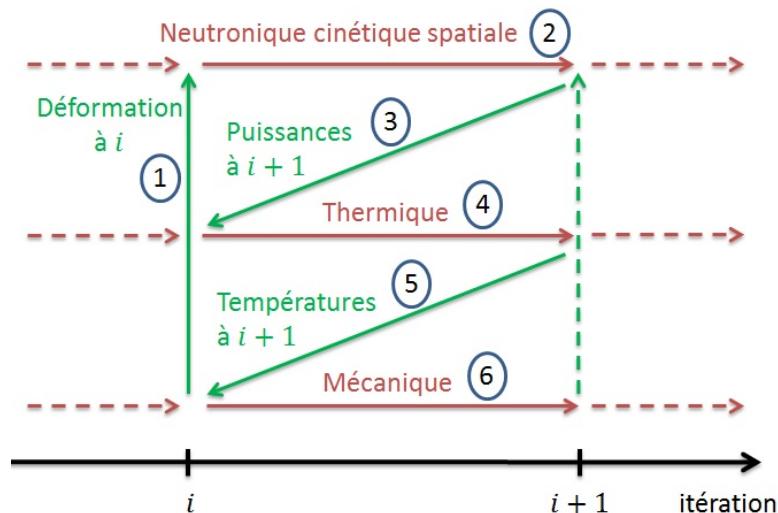 Neutronique cinétique spatiale 2
Déformation
à i
1
Puissances 3
à i + 1
Thermique 4
5
Températures
à i + 1
Mécanique 6
i
i + 1
itération